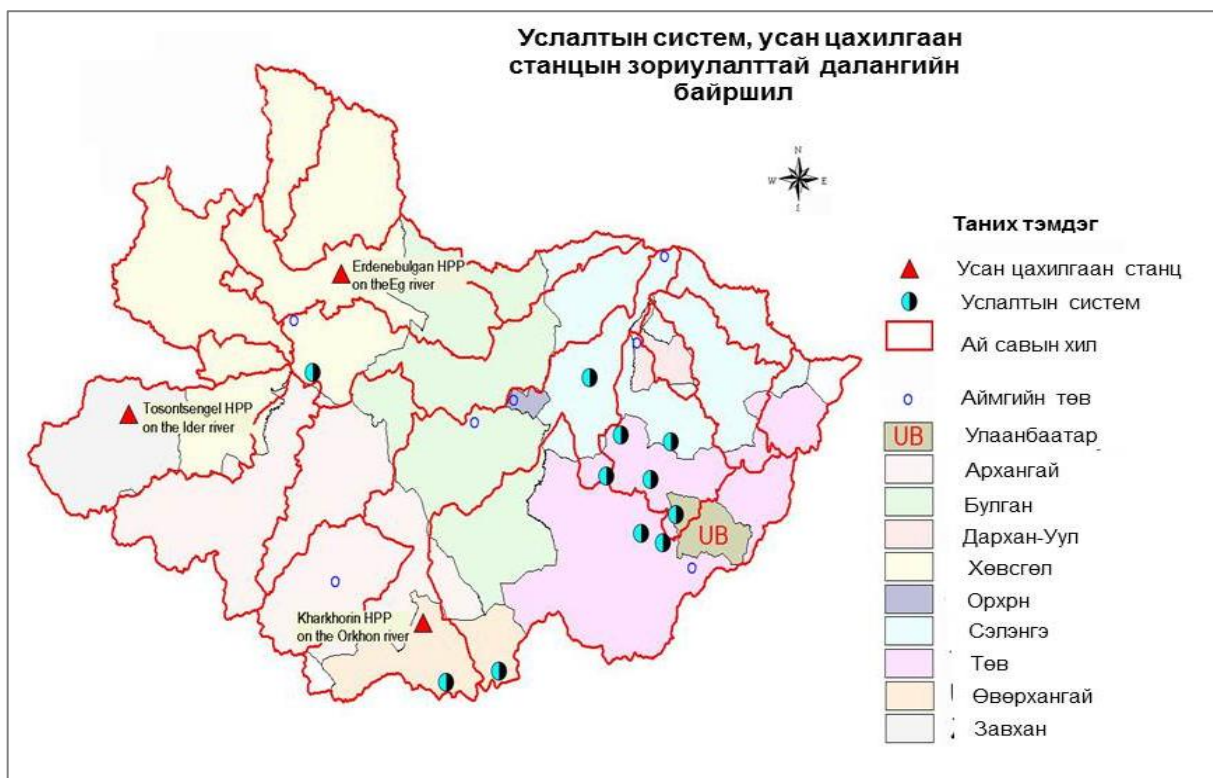 Услалтын систем, усан цахилгаан
станцын зориулалттай далангийн
байршил
N
W
E
Erdenebulgan HPP
on theEg river
Tosontsengel HPP
on the Ider river
Kharkhorin HPP
on the Orkhon river
UB
Таних тэмдэг
Усан цахилгаан станц
Услалтын систем
Ай савын хил
Аймгийн төв
UB Улаанбаатар
Архангай
Булган
Дархан-Уул
Хөвсгөл
Орхрн
Сэлэнгэ
Төв
Өвөрхангай
Завхан